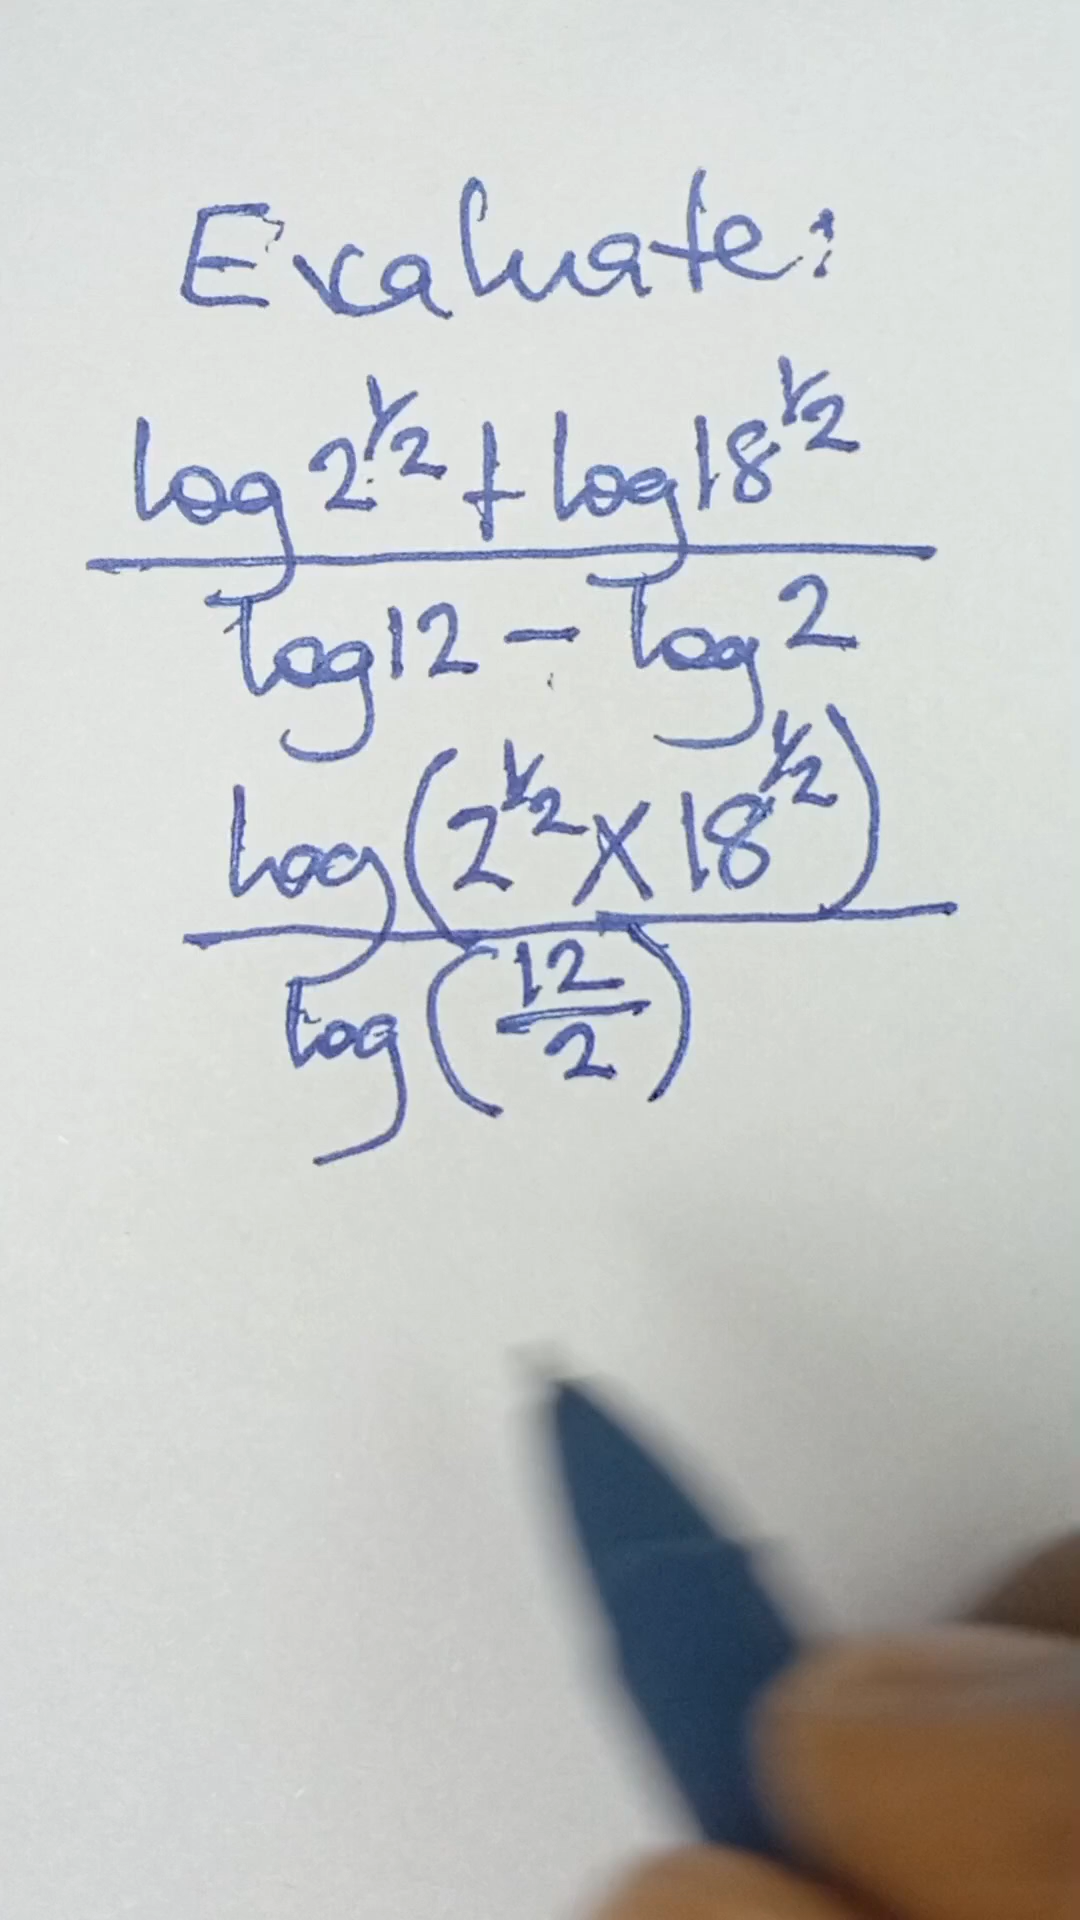 Evaluate:
log 2^1/2 + log 18^1/2
log 12 - log 2
log (2^1/2 × 18^1/2)
log (12/2)